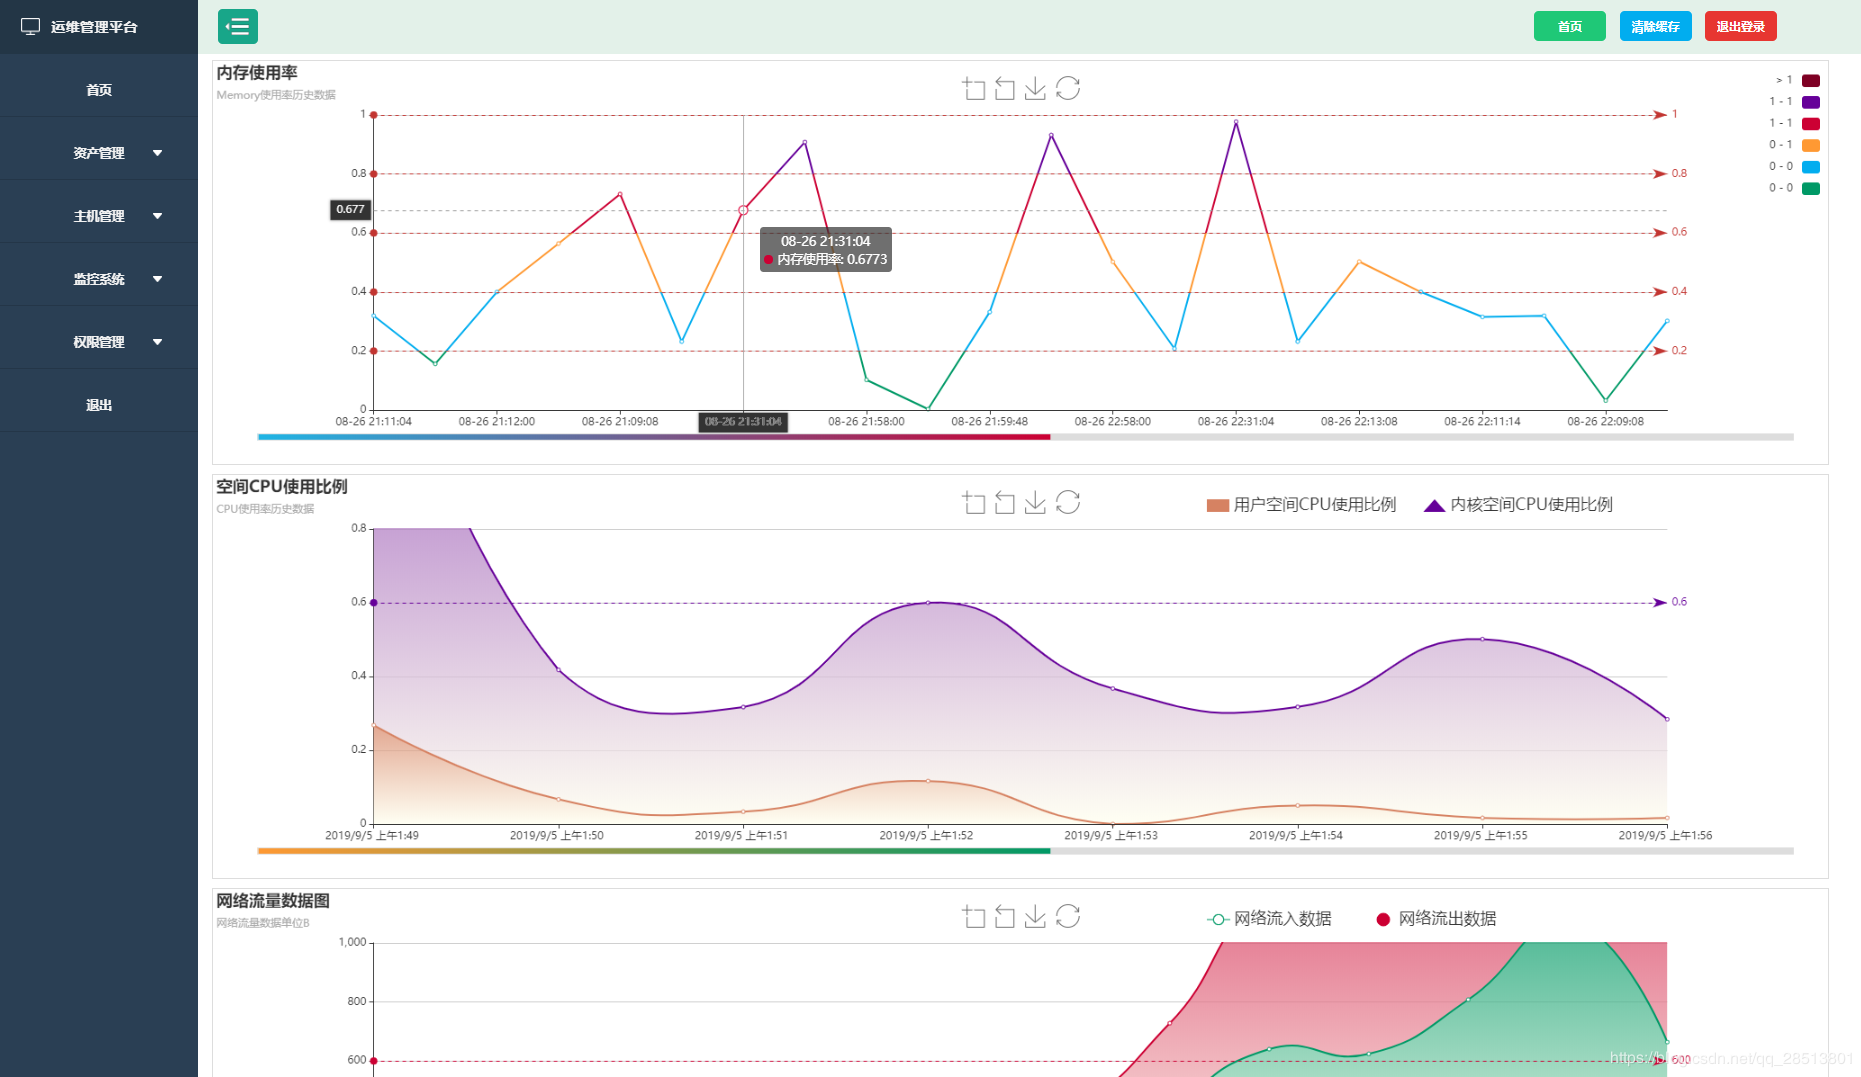 运维管理平台
首页
资产管理
主机管理
监控系统
权限管理
退出
首页
清除缓存
退出登录
内存使用率
Memory使用率历史数据
> 1
1 - 1
1 - 1
0 - 1
0 - 0
0 - 0
1
0.8
0.6
0.4
0.2
0
1
0.8
0.6
0.4
0.2
0.677
08-26 21:31:04
内存使用率: 0.6773
08-26 21:11:04
08-26 21:12:00
08-26 21:09:08
08-26 21:31:04
08-26 21:58:00
08-26 21:59:48
08-26 22:58:00
08-26 22:31:04
08-26 22:13:08
08-26 22:11:14
08-26 22:09:08
空间CPU使用比例
CPU使用率历史数据
用户空间CPU使用比例
内核空间CPU使用比例
0.8
0.6
0.4
0.2
0
0.6
2019/9/5 上午1:49
2019/9/5 上午1:50
2019/9/5 上午1:51
2019/9/5 上午1:52
2019/9/5 上午1:53
2019/9/5 上午1:54
2019/9/5 上午1:55
2019/9/5 上午1:56
网络流量数据图
网络流量数据单位B
网络流入数据
网络流出数据
1,000
800
600
600
https://blog.csdn.net/qq_28513801